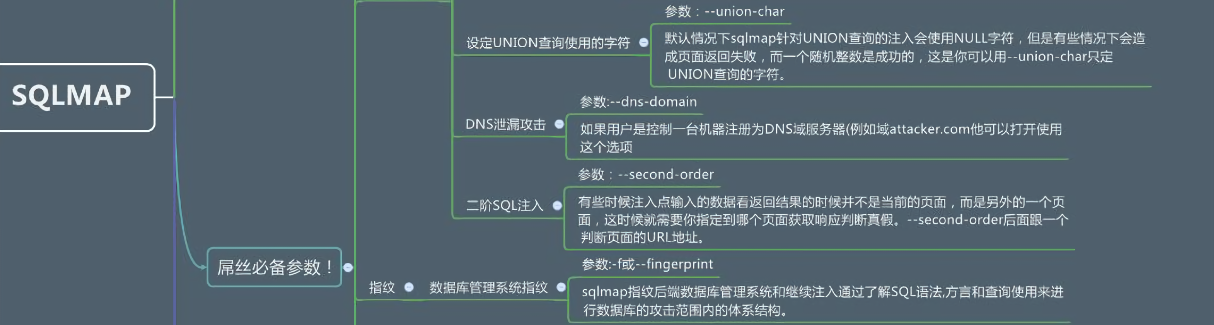 SQLMAP
屌丝必备参数！
设定UNION查询使用的字符
参数：--union-char
默认情况下sqlmap针对UNION查询的注入会使用NULL字符，但是有些情况下会造
成页面返回失败，而一个随机整数是成功的，这是你可以用--union-char只定
UNION查询的字符。
DNS泄漏攻击
参数:--dns-domain
如果用户是控制一台机器注册为DNS域服务器(例如域attacker.com他可以打开使用
这个选项
二阶SQL注入
参数：--second-order
有些时候注入点输入的数据看返回结果的时候并不是当前的页面，而是另外的一个页
面，这时候就需要你指定到哪个页面获取响应判断真假。--second-order后面跟一个
判断页面的URL地址。
指纹
数据库管理系统指纹
参数:-f或--fingerprint
sqlmap指纹后端数据库管理系统和继续注入通过了解SQL语法,方言和查询使用来进
行数据库的攻击范围内的体系结构。